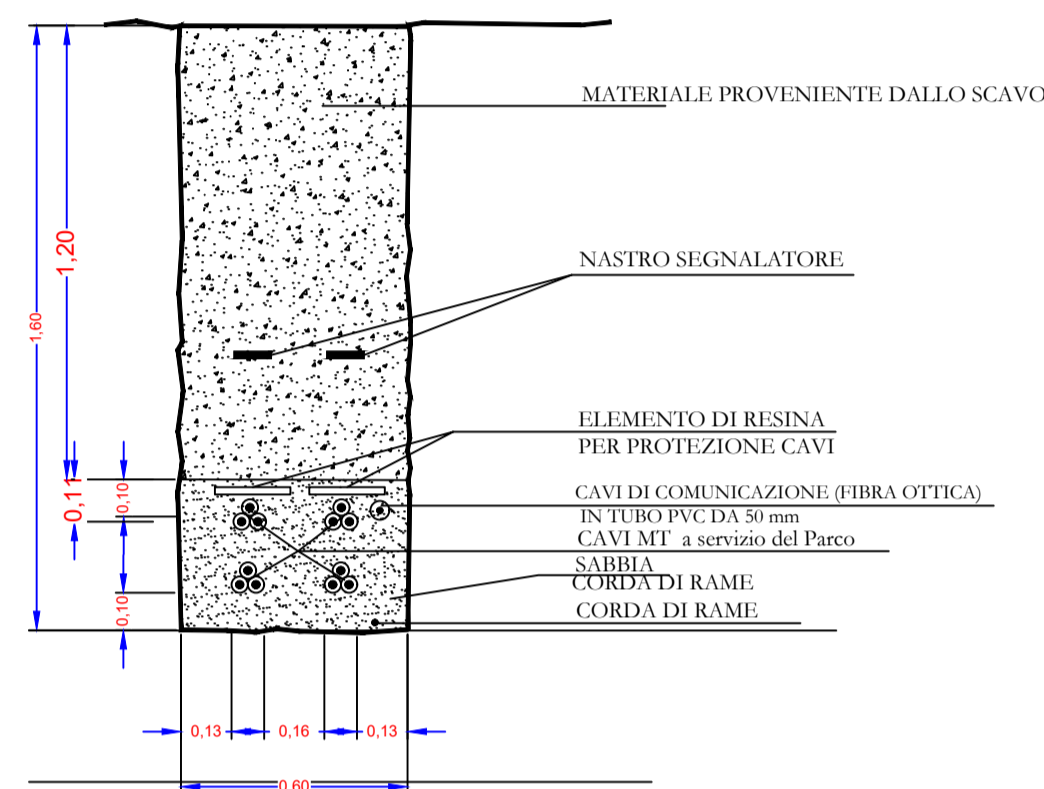 MATERIALE PROVENIENTE DALLO SCAVO
1,20
NASTRO SEGNALATORE
1,60
ELEMENTO DI RESINA
PER PROTEZIONE CAVI
0,11
0,10
CAVI DI COMUNICAZIONE (FIBRA OTTICA)
IN TUBO PVC DA 50 mm
CAVI MT a servizio del Parco
SABBIA
CORDA DI RAME
0,10
CORDA DI RAME
0,13
0,16
0,13
0,60